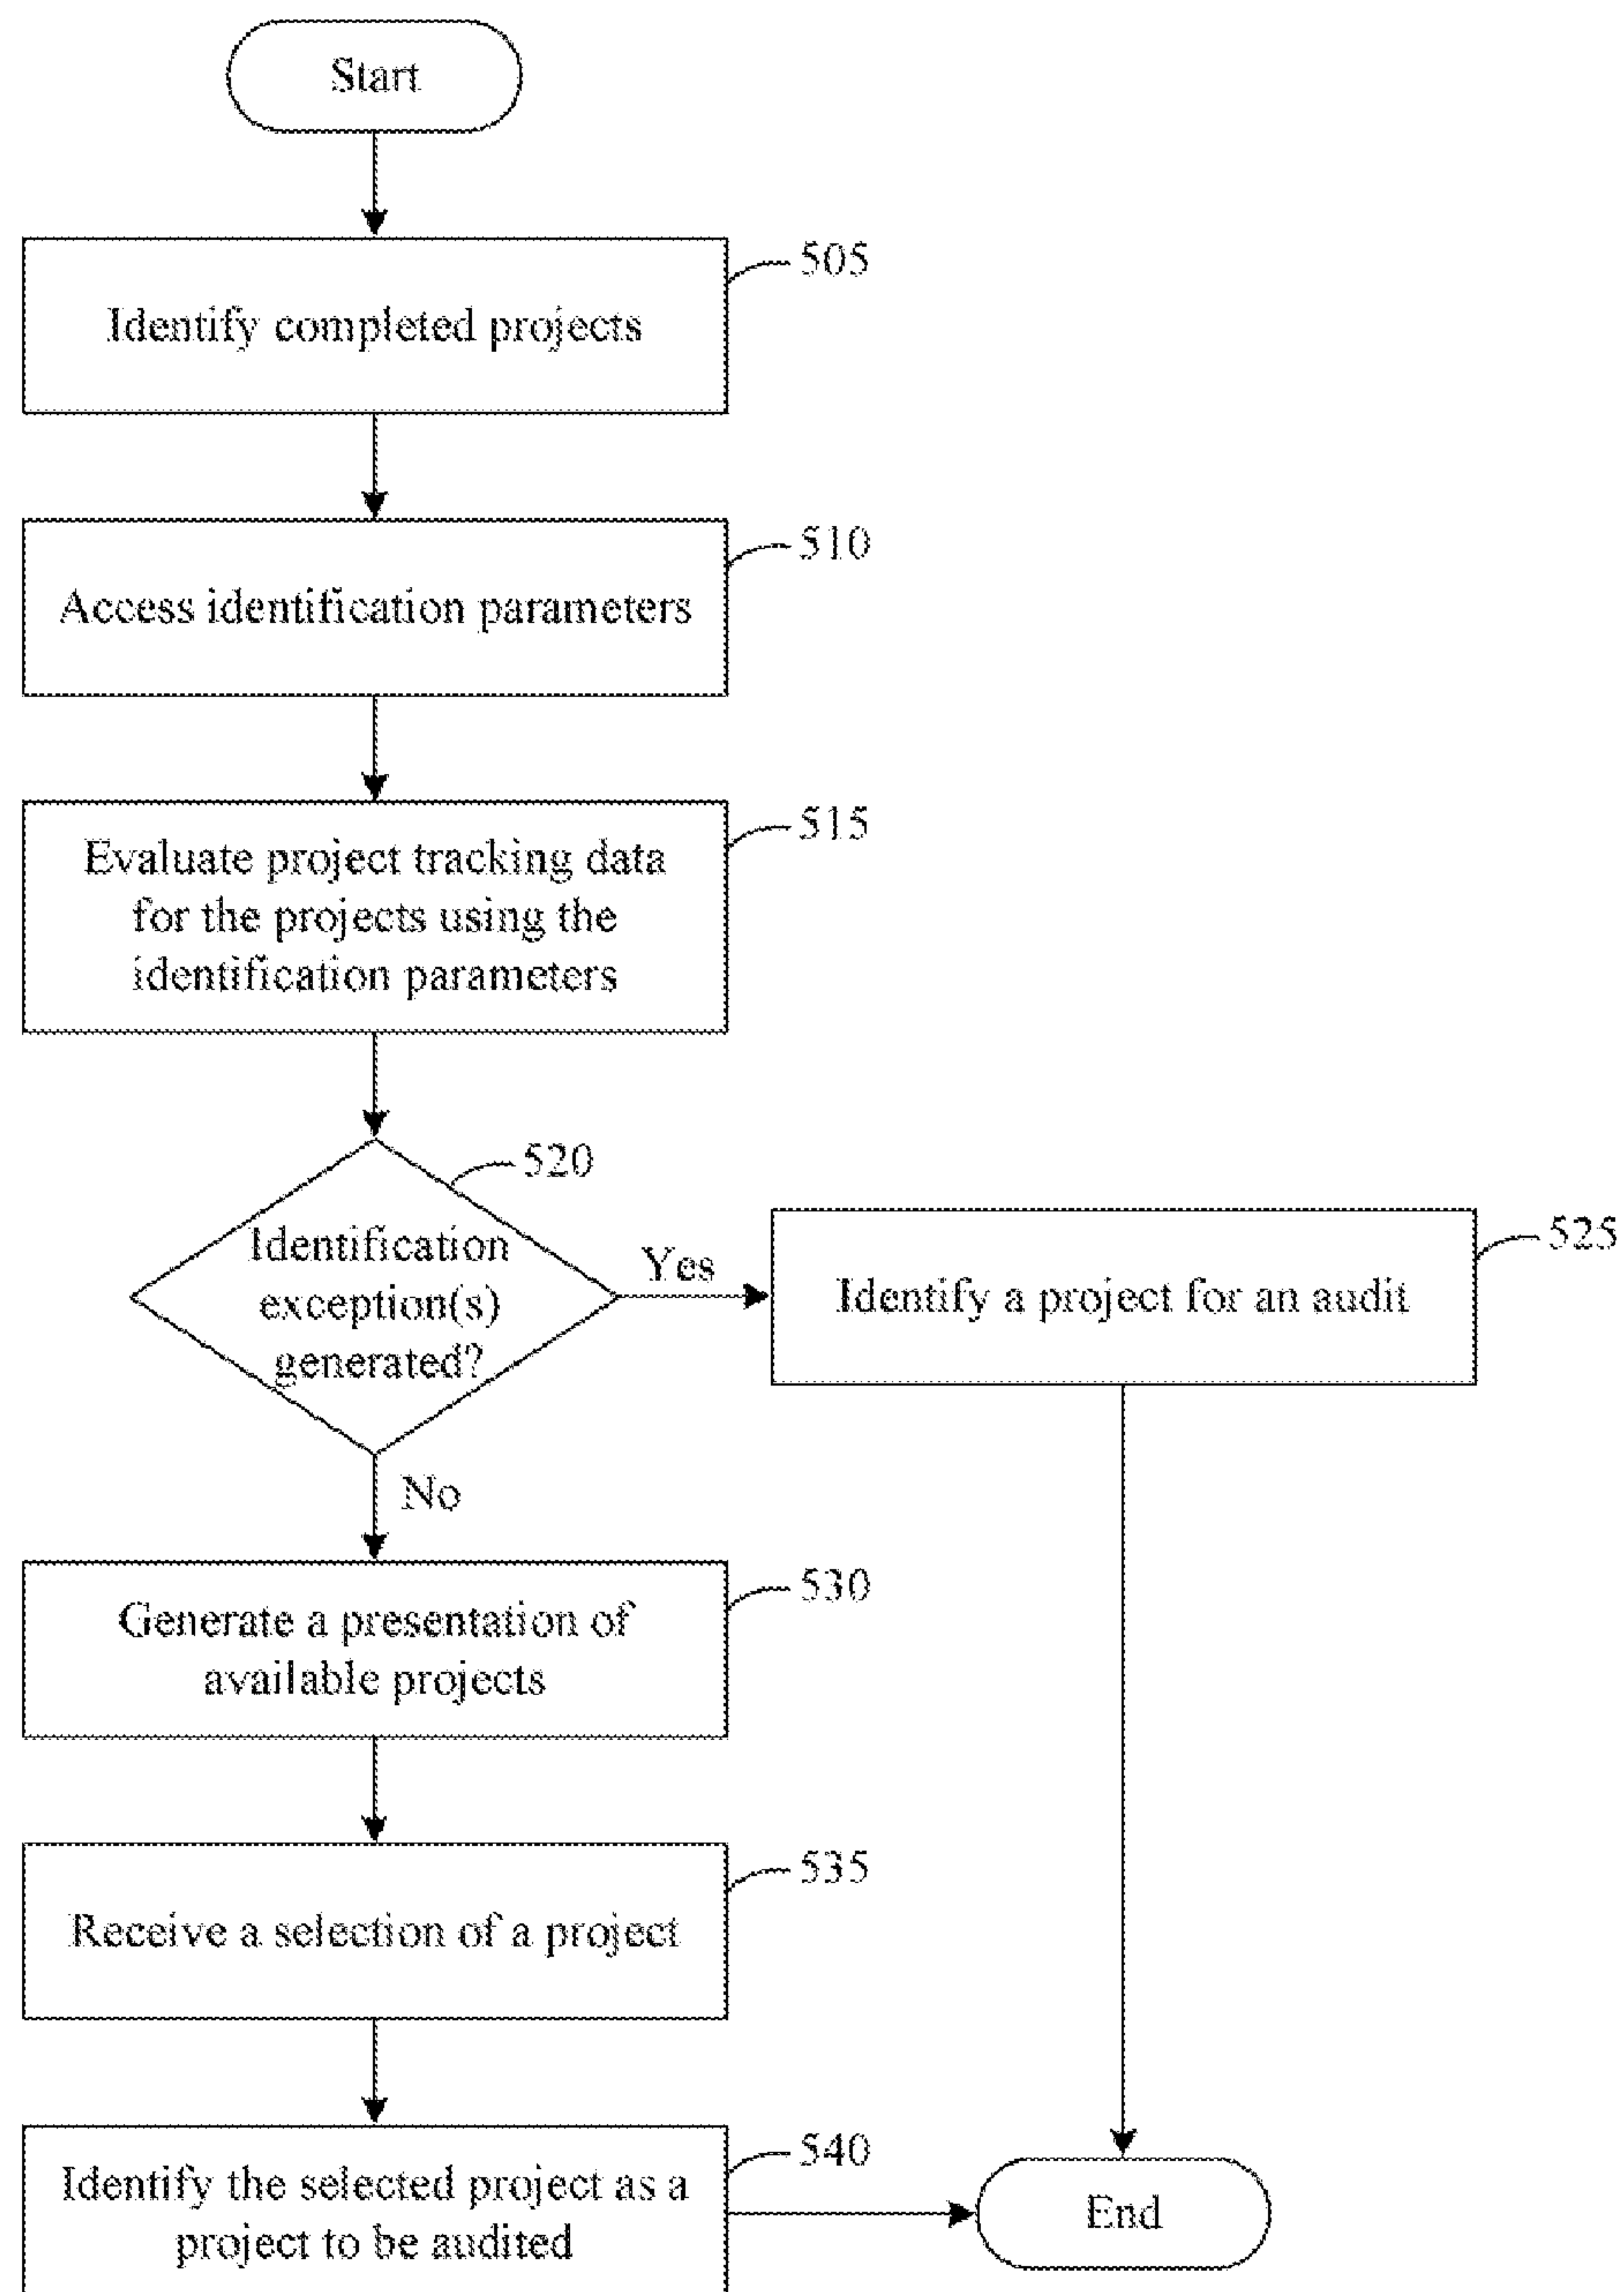 Start
505
Identify completed projects
510
Access identification parameters
515
Evaluate project tracking data
for the projects using the
identification parameters
520
Identification
exception(s)
generated?
Yes
525
Identify a project for an audit
No
530
Generate a presentation of
available projects
535
Receive a selection of a project
540
Identify the selected project as a
project to be audited
End